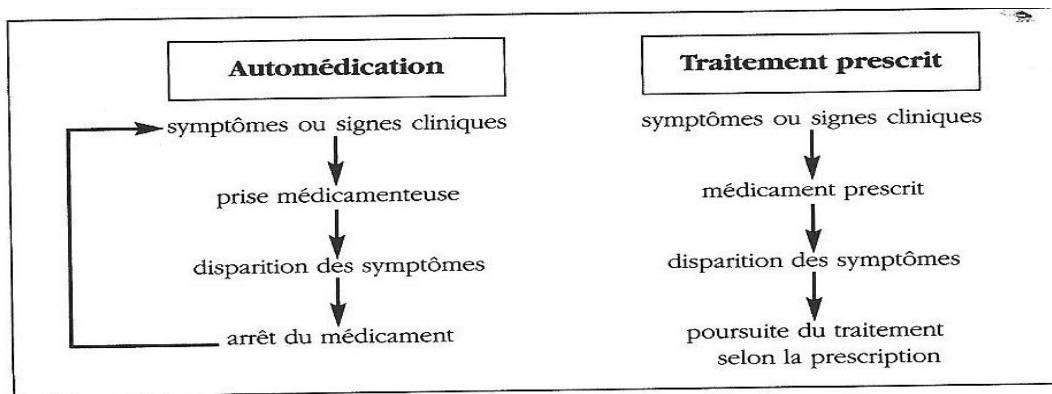 Automédication
symptômes ou signes cliniques
prise médicamenteuse
disparition des symptômes
arrêt du médicament
Traitement prescrit
symptômes ou signes cliniques
médicament prescrit
disparition des symptômes
poursuite du traitement
selon la prescription